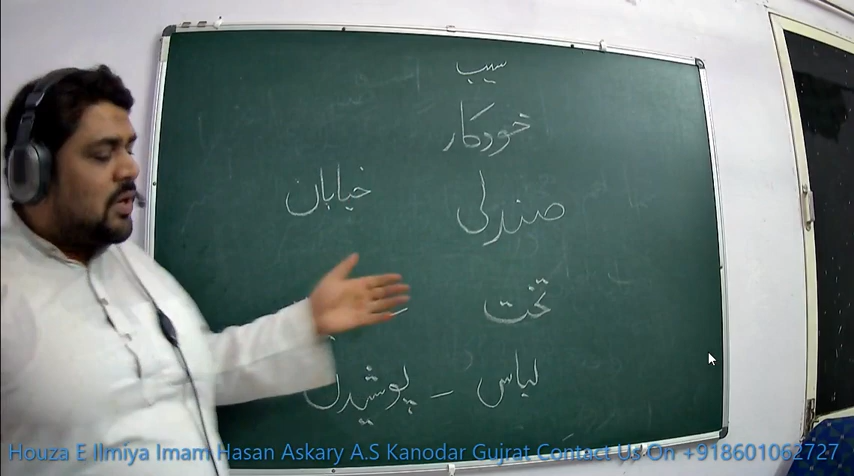 سیب
خودکار
صندلی خیابان
تخت -
لباس - پوشیدن
Houza E Ilmiya Imam Hasan Askary A.S Kanodar Gujrat Contact Us On +918601062727